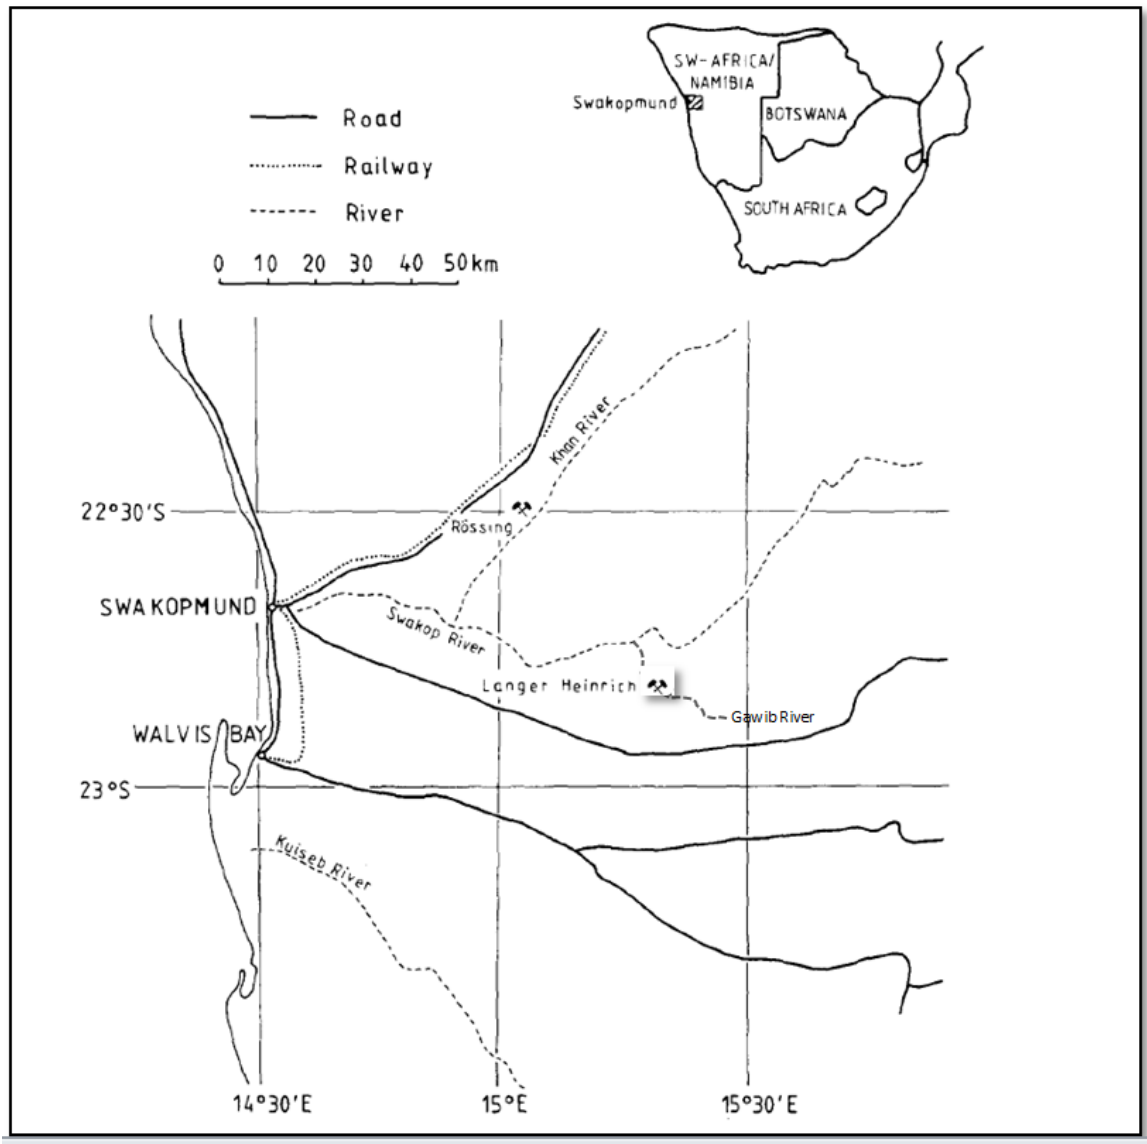 SW-AFRICA/
NAMIBIA
Swakopmund
BOTSWANA
SOUTH AFRICA
Road
Railway
River
0 10 20 30 40 50km
Khan River
22°30'S
Rössing
SWAKOPMUND
Swakop River
Langer Heinrich
Gawib River
WALVIS BAY
23°S
Kuiseb River
14°30'E 15°E 15°30'E